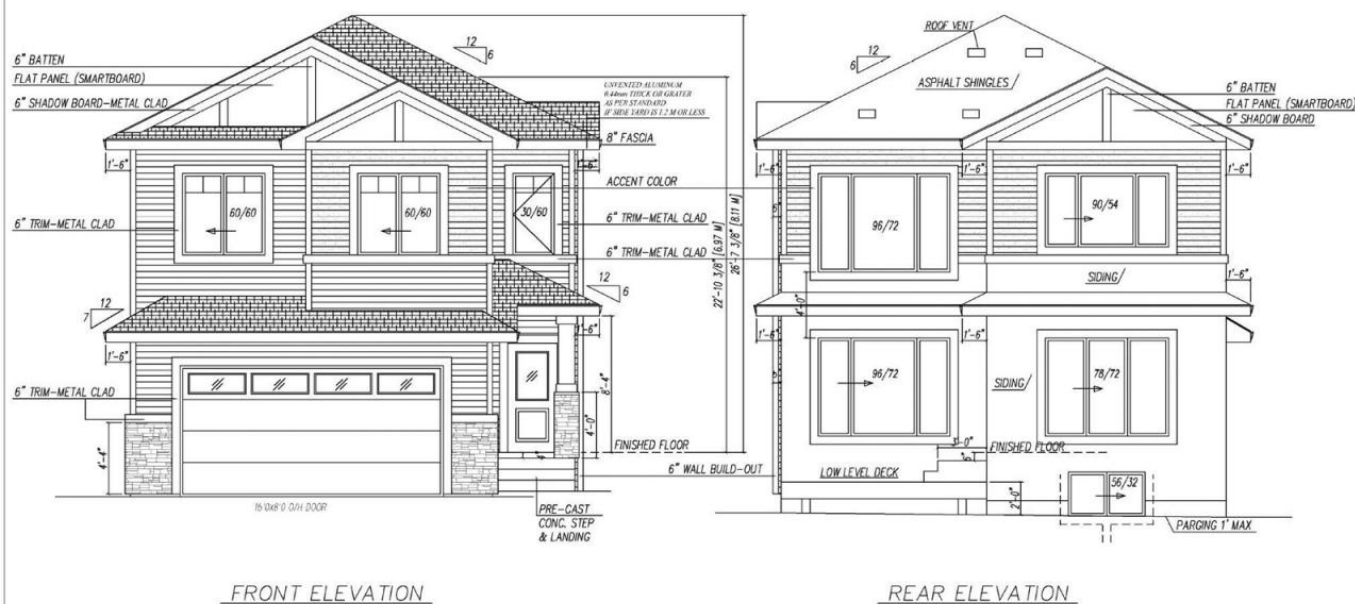 6" BATTEN
FLAT PANEL (SMARTBOARD)
6" SHADOW BOARD-METAL CLAD
12
6
UNVENTED ALUMINUM
0.44mm THICK OR GRATER
AS PER STANDARD
IF SIDE YARD IS 1.2 M OR LESS
8" FASCIA
1'-6"
1'-6"
ACCENT COLOR
60/60
60/60
30/60
6" TRIM-METAL CLAD
6" TRIM-METAL CLAD
6" TRIM-METAL CLAD
22'-10 3/8" [6.97 M]
26'-7 3/8" [8.11 M]
12
6
12
7
1'-6"
1'-6"
6" TRIM-METAL CLAD
8'-4"
4'-0"
4'-4"
4"
FINISHED FLOOR
6" WALL BUILD-OUT
16'0x8'0 O/H DOOR
PRE-CAST
CONC. STEP
& LANDING
FRONT ELEVATION
ROOF VENT
12
6
ASPHALT SHINGLES
6" BATTEN
FLAT PANEL (SMARTBOARD)
6" SHADOW BOARD
1'-6"
1'-6"
1'-6"
96/72
90/54
SIDING
1'-6"
4'-0"
1'-6"
1'-6"
96/72
SIDING
78/72
3'-0"
FINISHED FLOOR
6"
LOW LEVEL DECK
56/32
2'-0"
PARGING 1' MAX
REAR ELEVATION